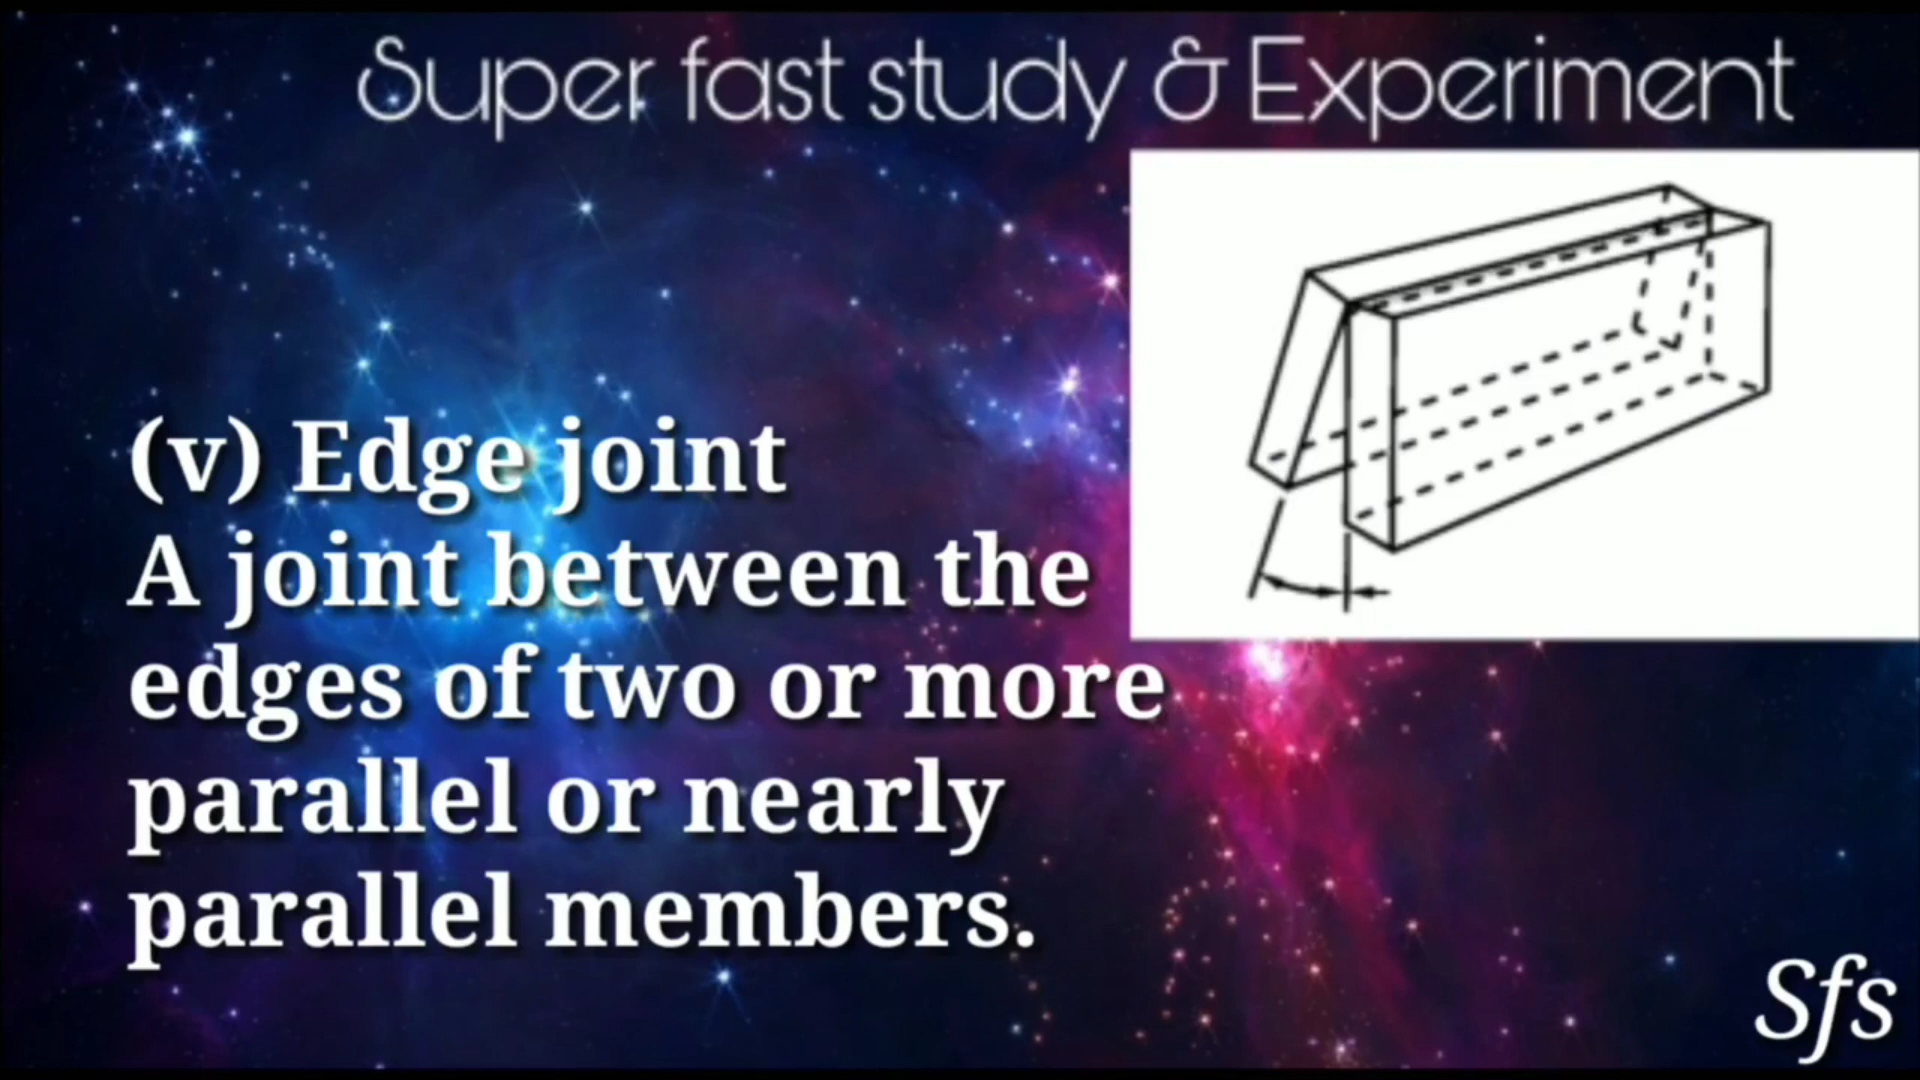 Super fast study & Experiment
(v) Edge joint
A joint between the
edges of two or more
parallel or nearly
parallel members.
Sfs